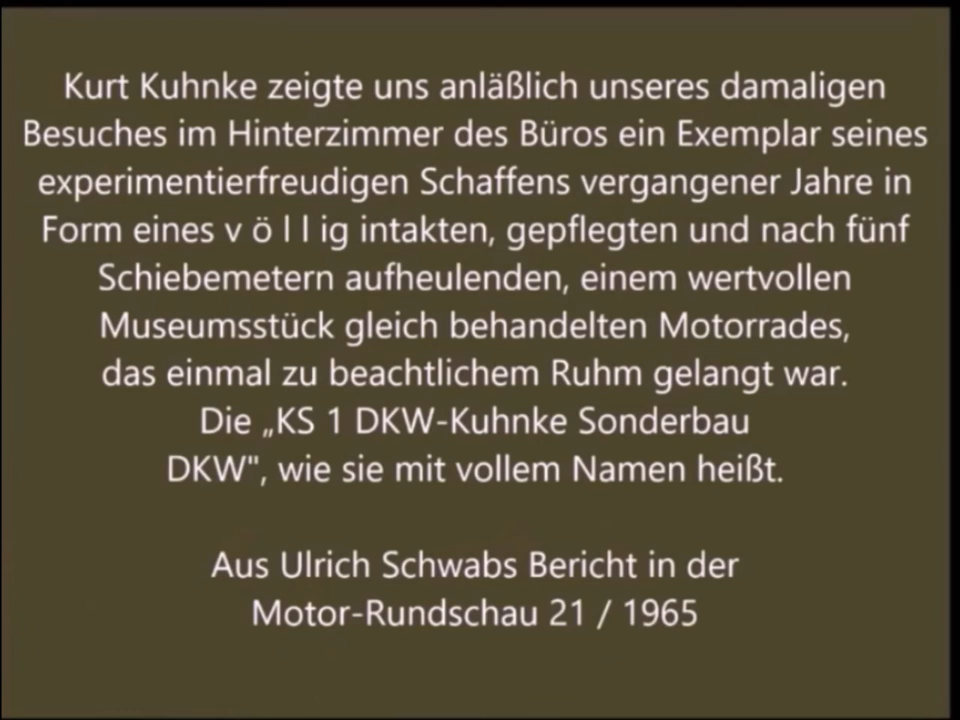 Kurt Kuhnke zeigte uns anläßlich unseres damaligen
Besuches im Hinterzimmer des Büros ein Exemplar seines
experimentierfreudigen Schaffens vergangener Jahre in
Form eines v ö l l ig intakten, gepflegten und nach fünf
Schiebemetern aufheulenden, einem wertvollen
Museumsstück gleich behandelten Motorrades,
das einmal zu beachtlichem Ruhm gelangt war.
Die „KS 1 DKW-Kuhnke Sonderbau
DKW", wie sie mit vollem Namen heißt.
Aus Ulrich Schwabs Bericht in der
Motor-Rundschau 21 / 1965